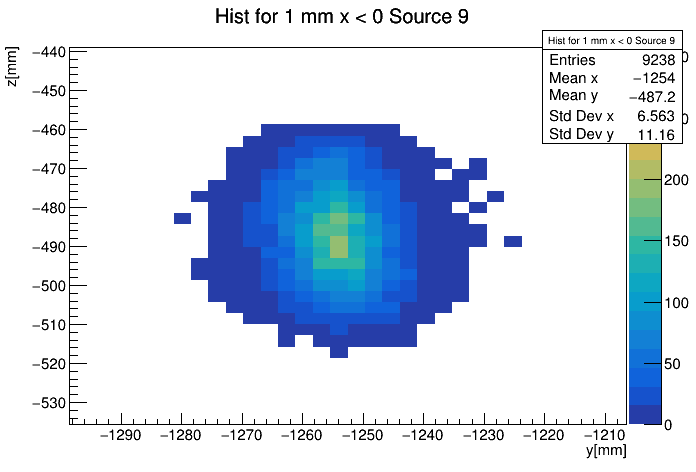 Hist for 1 mm x < 0 Source 9
Hist for 1 mm x < 0 Source 9
Entries 9238
Mean x −1254
Mean y −487.2
Std Dev x 6.563
Std Dev y 11.16
z[mm]
−440
−450
−460
−470
−480
−490
−500
−510
−520
−530
−1290 −1280 −1270 −1260 −1250 −1240 −1230 −1220 −1210
y[mm]
200
150
100
50
0